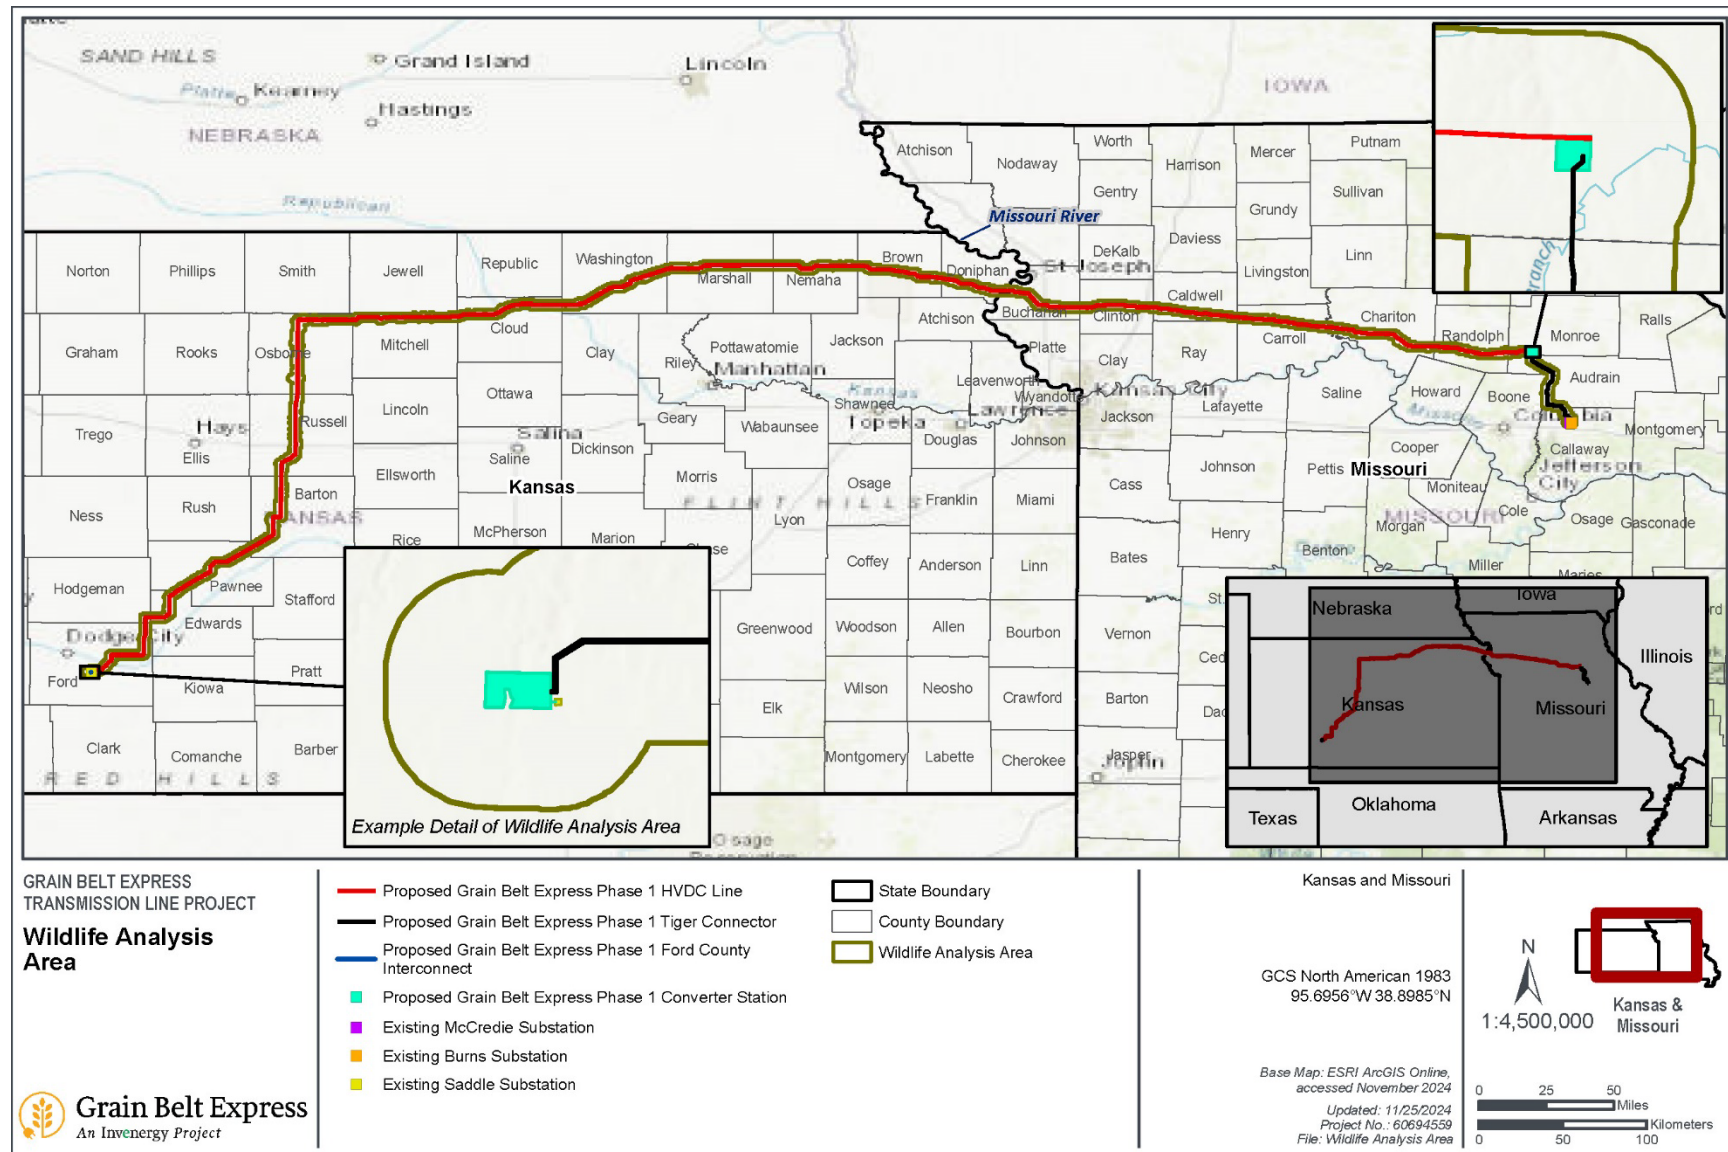 SAND HILLS
Grand Island
Lincoln
Platte
Kearney
Hastings
NEBRASKA
IOWA
Republican
Missouri River
Atchison
Nodaway
Worth
Harrison
Mercer
Putnam
Gentry
Sullivan
Grundy
DeKalb
Daviess
Linn
Livingston
St Joseph
Caldwell
Buchanan
Clinton
Chariton
Randolph
Monroe
Ralls
Carroll
Ray
Clay
Platte
Audrain
Norton
Phillips
Smith
Jewell
Republic
Washington
Marshall
Nemaha
Brown
Doniphan
Graham
Rooks
Osborne
Mitchell
Cloud
Clay
Riley
Pottawatomie
Manhattan
Jackson
Atchison
Leavenworth
Wyandotte
Kansas City
Kansas
Shawnee
Topeka
Lawrence
Ottawa
Lincoln
Trego
Hays
Ellis
Russell
Salina
Saline
Dickinson
Geary
Wabaunsee
Douglas
Johnson
Jackson
Lafayette
Saline
Howard
Boone
Columbia
Callaway
Montgomery
Ellsworth
Kansas
Morris
Osage
Franklin
Miami
Cass
Johnson
Pettis
Cooper
Missouri
Moniteau
Jefferson
City
Cole
Osage
Gasconade
MISSOURI
Morgan
Miller
Ness
Rush
Barton
KANSAS
Rice
McPherson
Marion
FLINT HILLS
Lyon
Coffey
Anderson
Linn
Bates
Henry
Benton
Hodgeman
Pawnee
Stafford
Edwards
Dodge City
Ford
Kiowa
Pratt
Greenwood
Woodson
Allen
Bourbon
Vernon
Elk
Wilson
Neosho
Crawford
Barton
Clark
Comanche
Barber
RED HILLS
Montgomery
Labette
Cherokee
Jasper
Joplin
Example Detail of Wildlife Analysis Area
Nebraska
Iowa
Illinois
Kansas
Missouri
Oklahoma
Texas
Arkansas
GRAIN BELT EXPRESS
TRANSMISSION LINE PROJECT
Wildlife Analysis
Area
Grain Belt Express
An Invenergy Project
Proposed Grain Belt Express Phase 1 HVDC Line
Proposed Grain Belt Express Phase 1 Tiger Connector
Proposed Grain Belt Express Phase 1 Ford County
Interconnect
Proposed Grain Belt Express Phase 1 Converter Station
Existing McCredie Substation
Existing Burns Substation
Existing Saddle Substation
State Boundary
County Boundary
Wildlife Analysis Area
Kansas and Missouri
GCS North American 1983
95.6956°W 38.8985°N
Base Map: ESRI ArcGIS Online,
accessed November 2024
Updated: 11/25/2024
Project No.: 60694559
File: Wildlife Analysis Area
N
1:4,500,000
Kansas &
Missouri
0 25 50
Miles
Kilometers
0 50 100